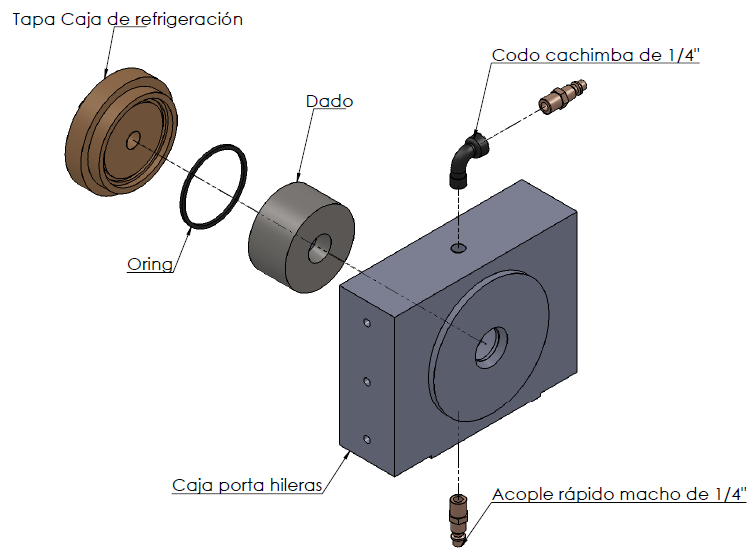 Tapa Caja de refrigeración
Codo cachimba de 1/4"
Dado
Oring
Caja porta hileras
Acople rápido macho de 1/4"